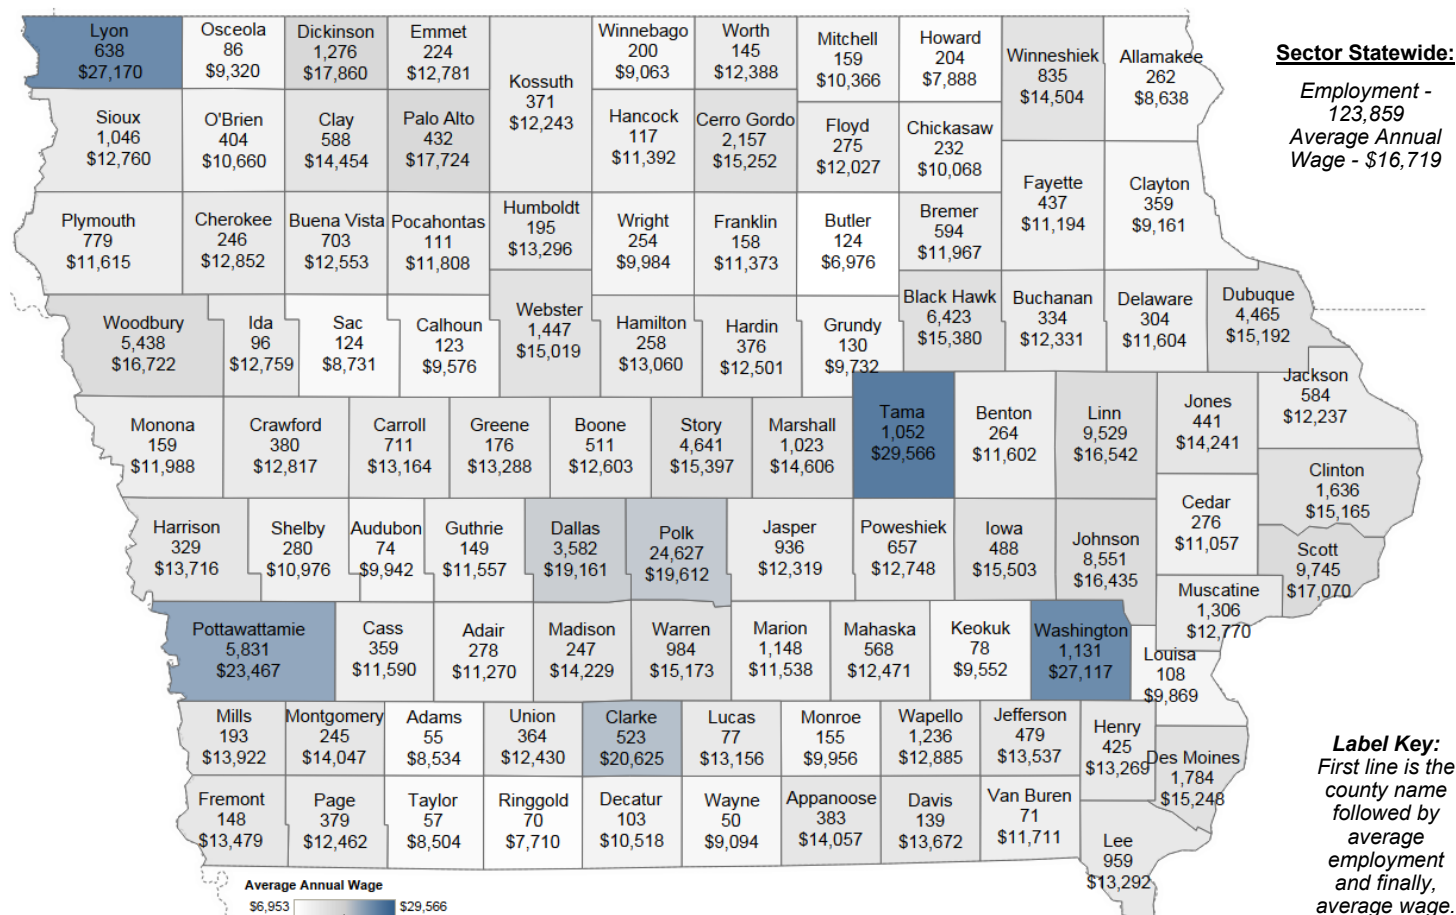 Lyon
638
$27,170
Osceola
86
$9,320
Dickinson
1,276
$17,860
Emmet
224
$12,781
Kossuth
371
$12,243
Winnebago
200
$9,063
Worth
145
$12,388
Mitchell
159
$10,366
Howard
204
$7,888
Winneshiek
835
$14,504
Allamakee
262
$8,638
Sector Statewide:
Employment -
123,859
Average Annual
Wage - $16,719
Sioux
1,046
$12,760
O'Brien
404
$10,660
Clay
588
$14,454
Palo Alto
432
$17,724
Hancock
117
$11,392
Cerro Gordo
2,157
$15,252
Floyd
275
$12,027
Chickasaw
232
$10,068
Fayette
437
$11,194
Clayton
359
$9,161
Plymouth
779
$11,615
Cherokee
246
$12,852
Buena Vista
703
$12,553
Pocahontas
111
$11,808
Humboldt
195
$13,296
Wright
254
$9,984
Franklin
158
$11,373
Butler
124
$6,976
Bremer
594
$11,967
Woodbury
5,438
$16,722
Ida
96
$12,759
Sac
124
$8,731
Calhoun
123
$9,576
Webster
1,447
$15,019
Hamilton
258
$13,060
Hardin
376
$12,501
Grundy
130
$9,732
Black Hawk
6,423
$15,380
Buchanan
334
$12,331
Delaware
304
$11,604
Dubuque
4,465
$15,192
Jackson
584
$12,237
Monona
159
$11,988
Crawford
380
$12,817
Carroll
711
$13,164
Greene
176
$13,288
Boone
511
$12,603
Story
4,641
$15,397
Marshall
1,023
$14,606
Tama
1,052
$29,566
Benton
264
$11,602
Linn
9,529
$16,542
Jones
441
$14,241
Clinton
1,636
$15,165
Harrison
329
$13,716
Shelby
280
$10,976
Audubon
74
$9,942
Guthrie
149
$11,557
Dallas
3,582
$19,161
Polk
24,627
$19,612
Jasper
936
$12,319
Poweshiek
657
$12,748
Iowa
488
$15,503
Johnson
8,551
$16,435
Cedar
276
$11,057
Scott
9,745
$17,070
Muscatine
1,306
$12,770
Pottawattamie
5,831
$23,467
Cass
359
$11,590
Adair
278
$11,270
Madison
247
$14,229
Warren
984
$15,173
Marion
1,148
$11,538
Mahaska
568
$12,471
Keokuk
78
$9,552
Washington
1,131
$27,117
Louisa
108
$9,869
Mills
193
$13,922
Montgomery
245
$14,047
Adams
55
$8,534
Union
364
$12,430
Clarke
523
$20,625
Lucas
77
$13,156
Monroe
155
$9,956
Wapello
1,236
$12,885
Jefferson
479
$13,537
Henry
425
$13,269
Des Moines
1,784
$15,248
Fremont
148
$13,479
Page
379
$12,462
Taylor
57
$8,504
Ringgold
70
$7,710
Decatur
103
$10,518
Wayne
50
$9,094
Appanoose
383
$14,057
Davis
139
$13,672
Van Buren
71
$11,711
Lee
959
$13,292
Label Key:
First line is the
county name
followed by
average
employment
and finally,
average wage.
Average Annual Wage
$6,953
$29,566